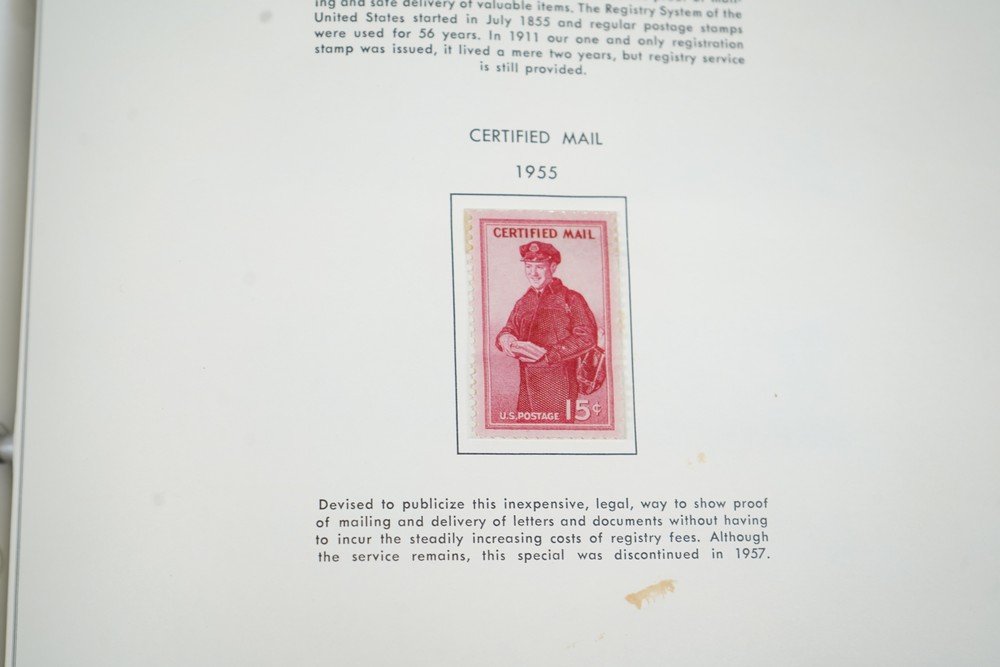 ing and safe delivery of valuable items. The Registry System of the
United States started in July 1855 and regular postage stamps
were used for 56 years. In 1911 our one and only registration
stamp was issued, it lived a mere two years, but registry service
is still provided.
CERTIFIED MAIL
1955
CERTIFIED MAIL
U.S. POSTAGE 15¢
Devised to publicize this inexpensive, legal, way to show proof
of mailing and delivery of letters and documents without having
to incur the steadily increasing costs of registry fees. Although
the service remains, this special was discontinued in 1957.